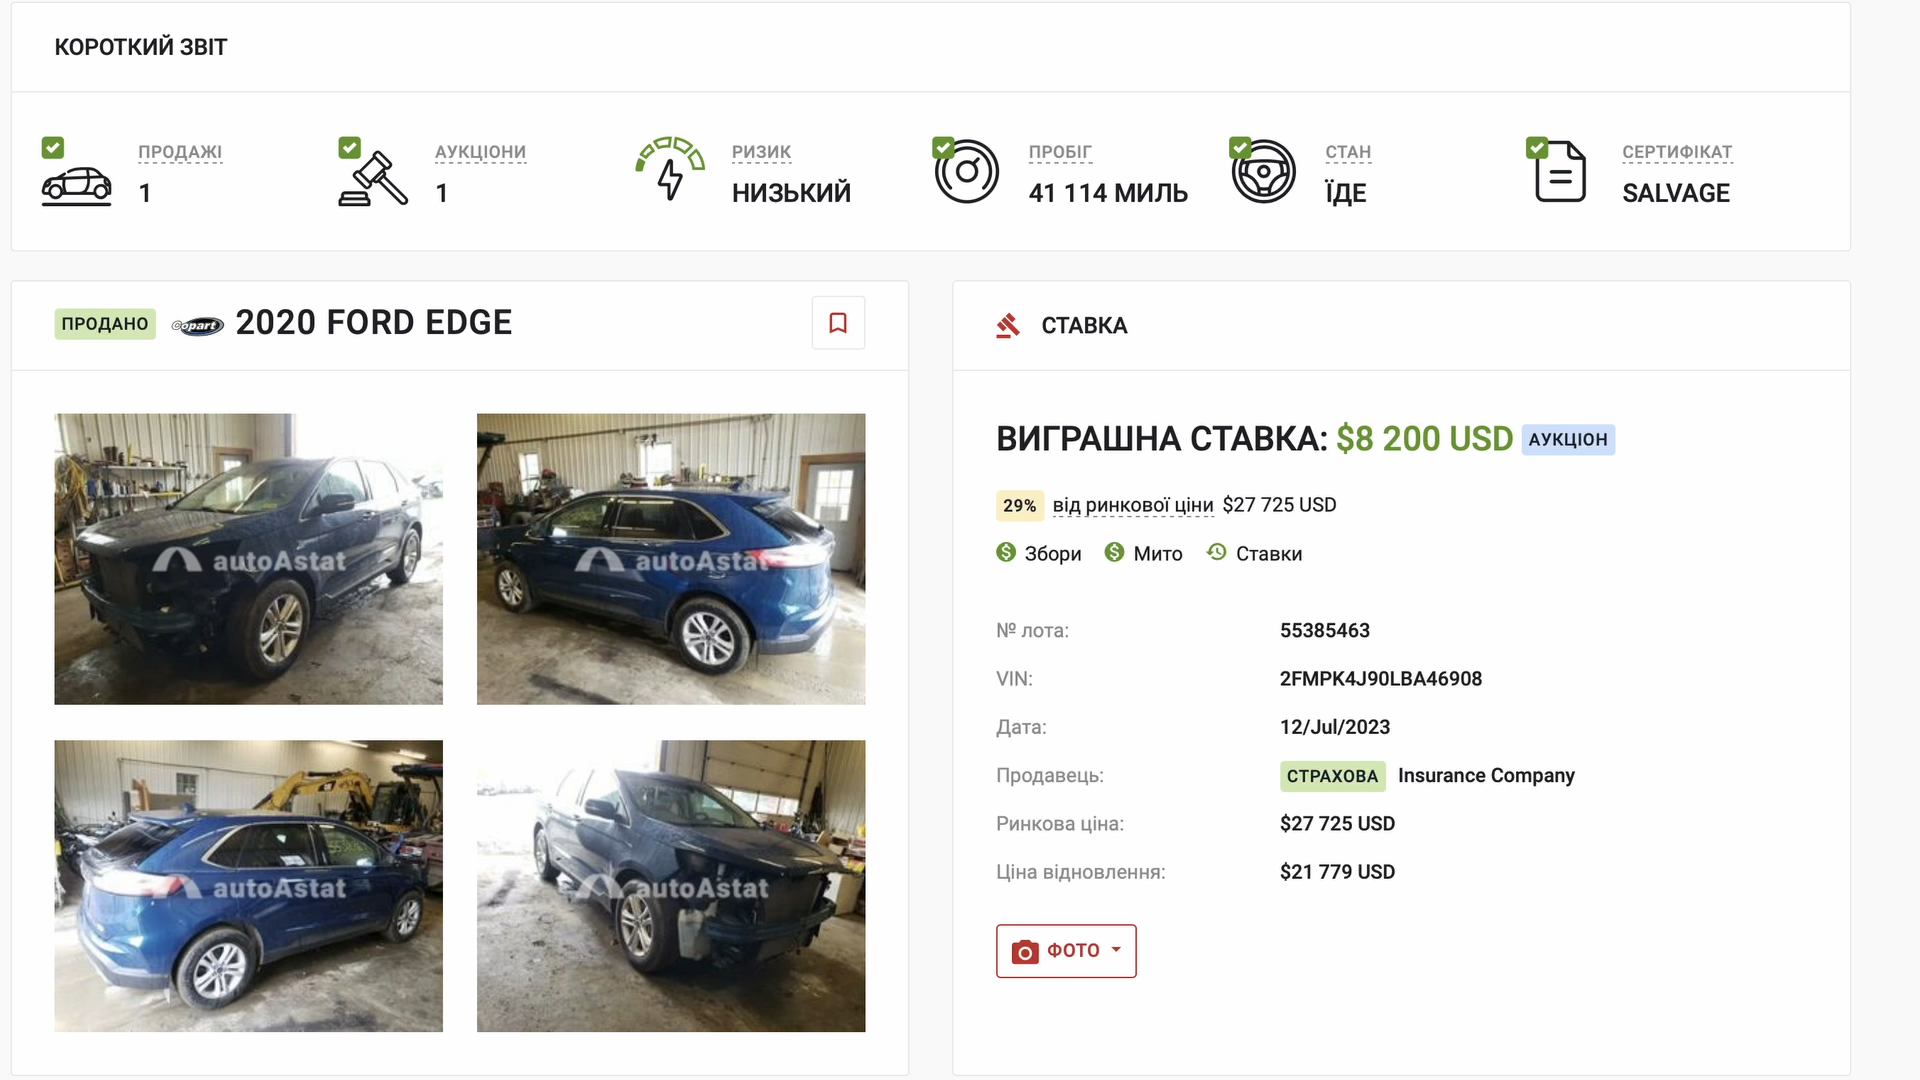 КОРОТКИЙ ЗВІТ
ПРОДАЖІ
1
АУКЦІОНИ
1
РИЗИК
НИЗЬКИЙ
ПРОБІГ
41 114 МИЛЬ
СТАН
ЇДЕ
СЕРТИФІКАТ
SALVAGE
ПРОДАНО copart 2020 FORD EDGE
autoAstat
autoAstat
autoAstat
autoAstat
СТАВКА
ВИГРАШНА СТАВКА: $8 200 USD АУКЦІОН
29% від ринкової ціни $27 725 USD
Збори Мито Ставки
№ лота: 55385463
VIN: 2FMPK4J90LBA46908
Дата: 12/Jul/2023
Продавець: СТРАХОВА Insurance Company
Ринкова ціна: $27 725 USD
Ціна відновлення: $21 779 USD
ФОТО